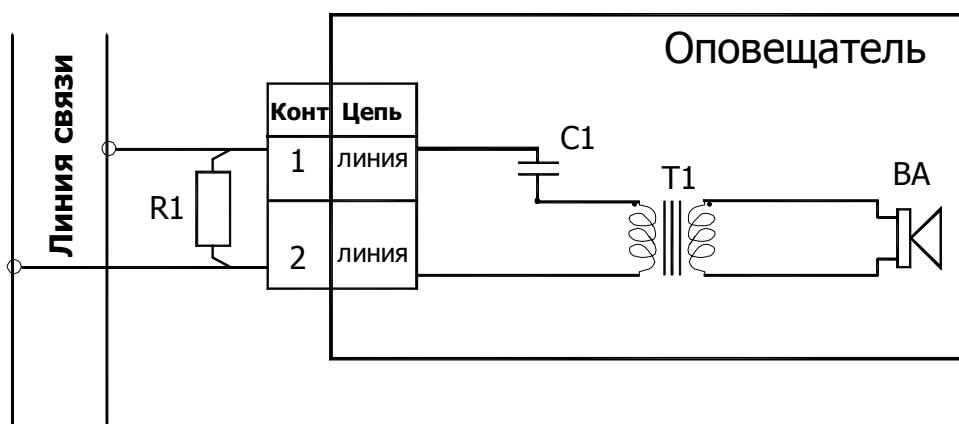 Оповещатель
Линия связи
Конт Цепь
1 линия
2 линия
R1
C1
T1
BA